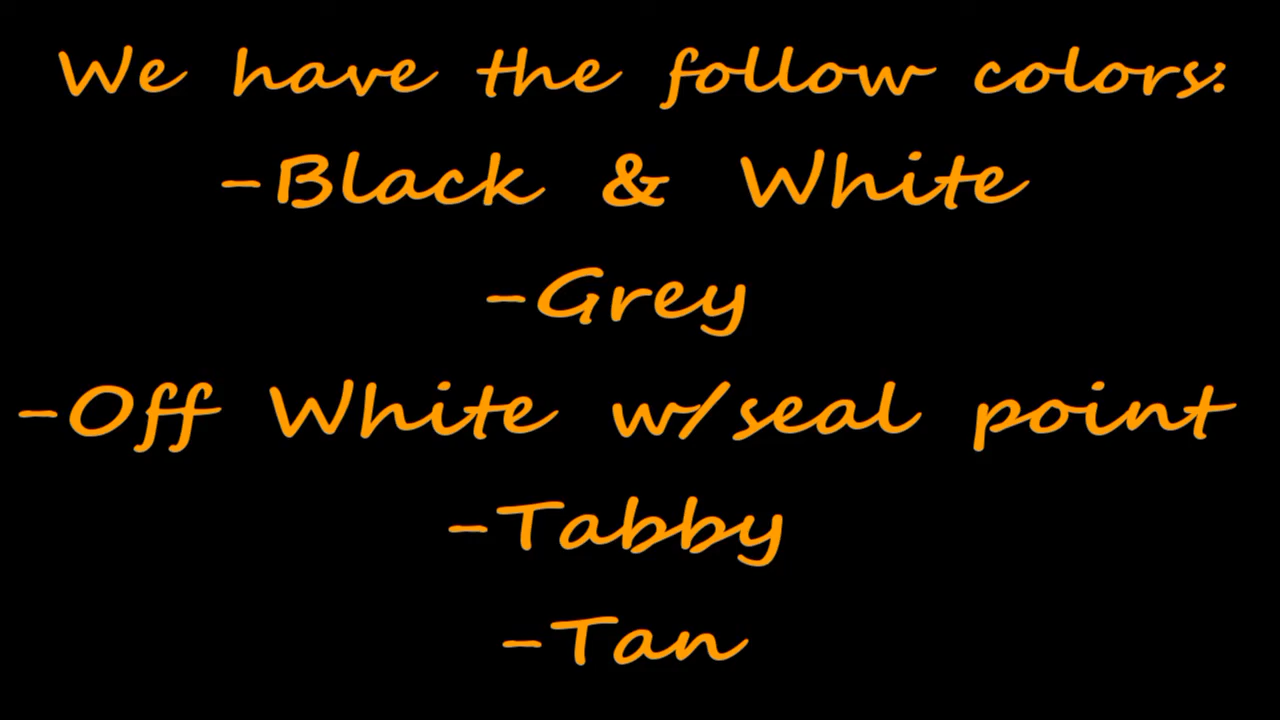 We have the follow colors:
-Black & White
-Grey
-Off White w/seal point
-Tabby
-Tan